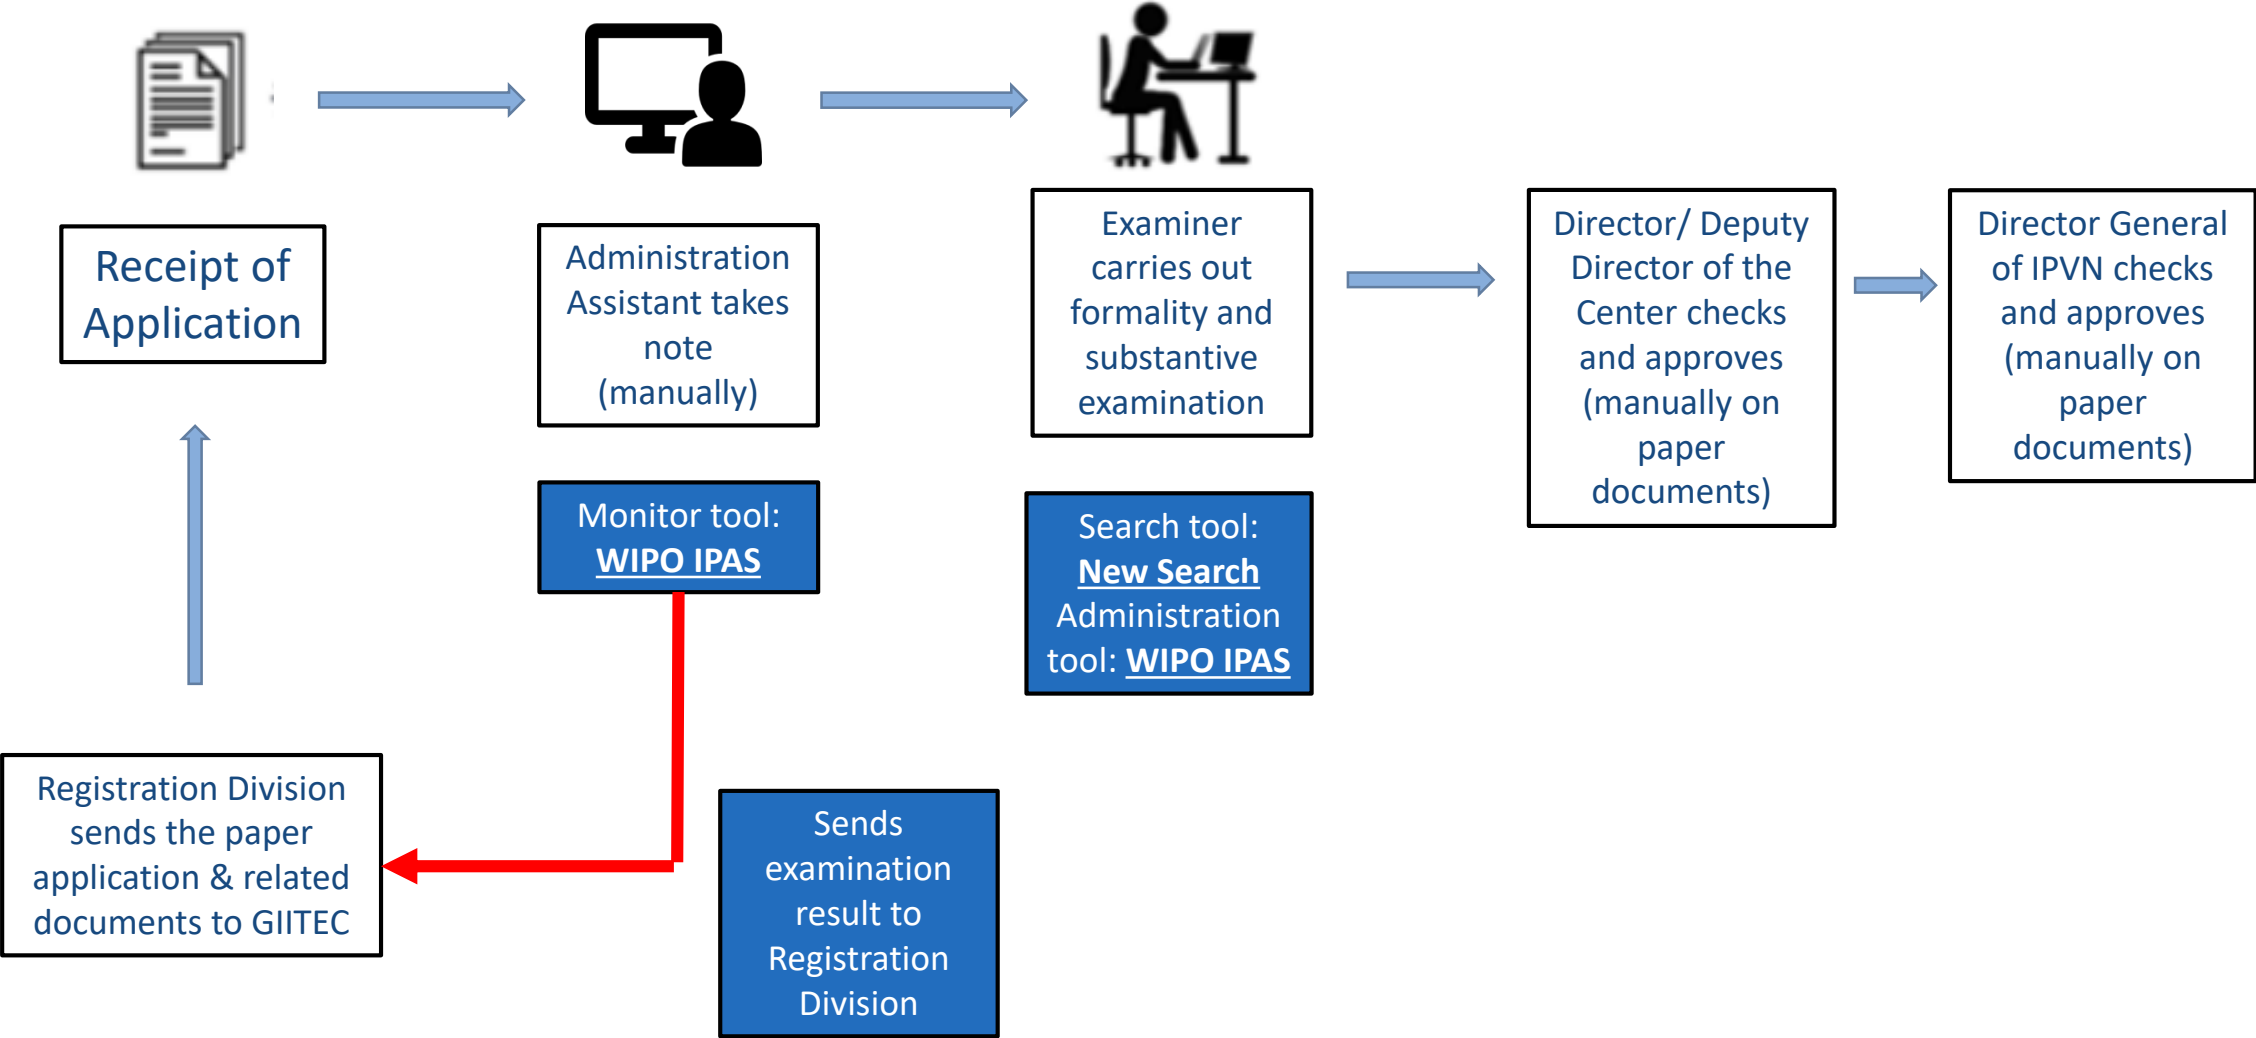 Receipt of
Application
Administration
Assistant takes
note
(manually)
Examiner
carries out
formality and
substantive
examination
Director/ Deputy
Director of the
Center checks
and approves
(manually on
paper
documents)
Director General
of IPVN checks
and approves
(manually on
paper
documents)
Monitor tool:
WIPO IPAS
Search tool:
New Search
Administration
tool: WIPO IPAS
Registration Division
sends the paper
application & related
documents to GIITEC
Sends
examination
result to
Registration
Division